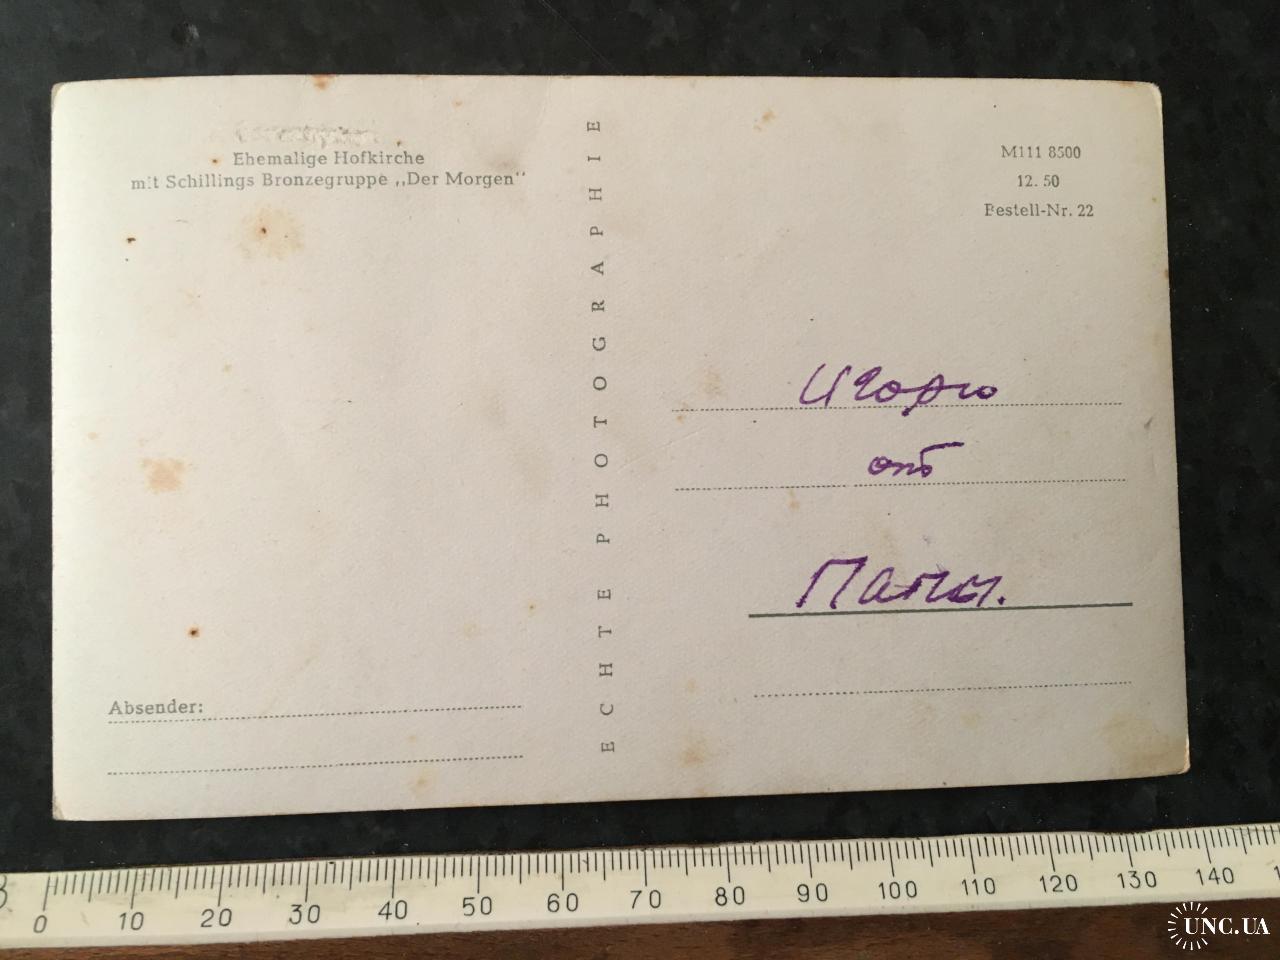 Ehemalige Hofkirche
mit Schillings Bronzegruppe „Der Morgen“
ECHTE PHOTOGRAPHIE
M111 8500
12. 50
Bestell-Nr. 22
Игорю
от
Папы.
Absender:
0 10 20 30 40 50 60 70 80 90 100 110 120 130 140
UNC.UA